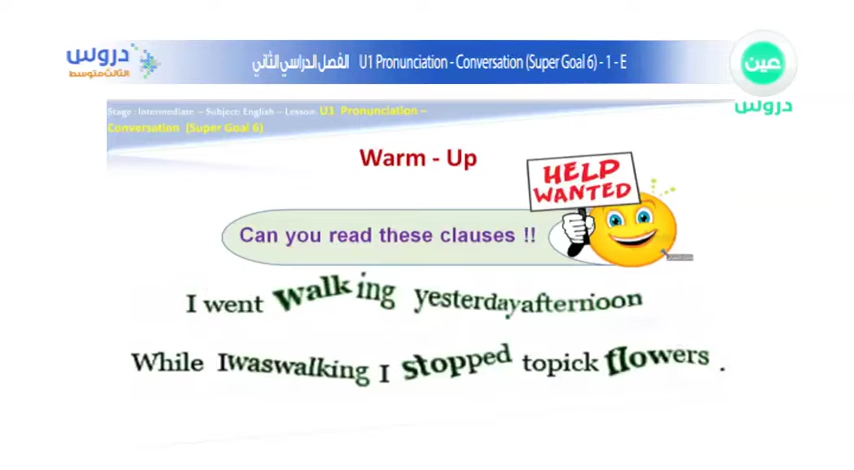 دروس
الثالث متوسط
U1 Pronunciation - Conversation (Super Goal 6) - 1 - E الفصل الدراسي الثاني
عين
دروس
Stage : Intermediate – Subject: English – Lesson: U1 Pronunciation –
Conversation (Super Goal 6)
Warm - Up
HELP
WANTED
Can you read these clauses !!
I went walking yesterdayafternioon
While Iwaswalking I stopped topick flowers .